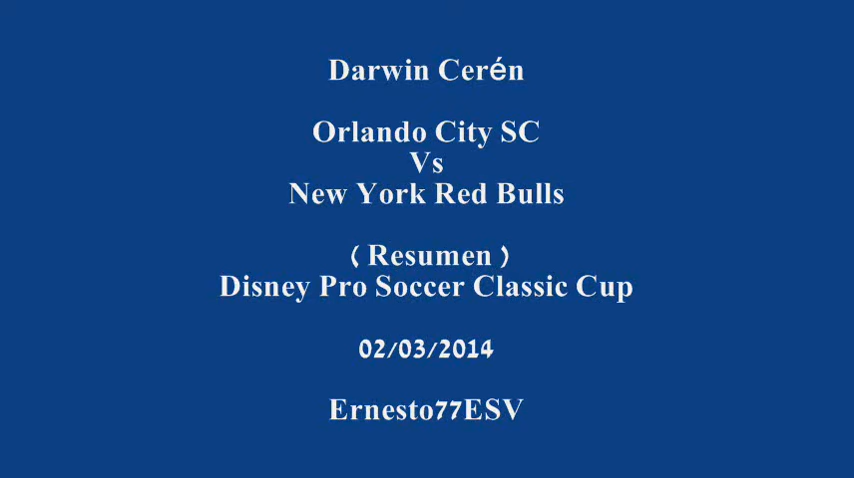 Darwin Cerén
Orlando City SC
Vs
New York Red Bulls
( Resumen )
Disney Pro Soccer Classic Cup
02/03/2014
Ernesto77ESV